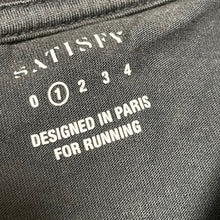 SATISFY
0 1 2 3 4
DESIGNED IN PARIS
FOR RUNNING